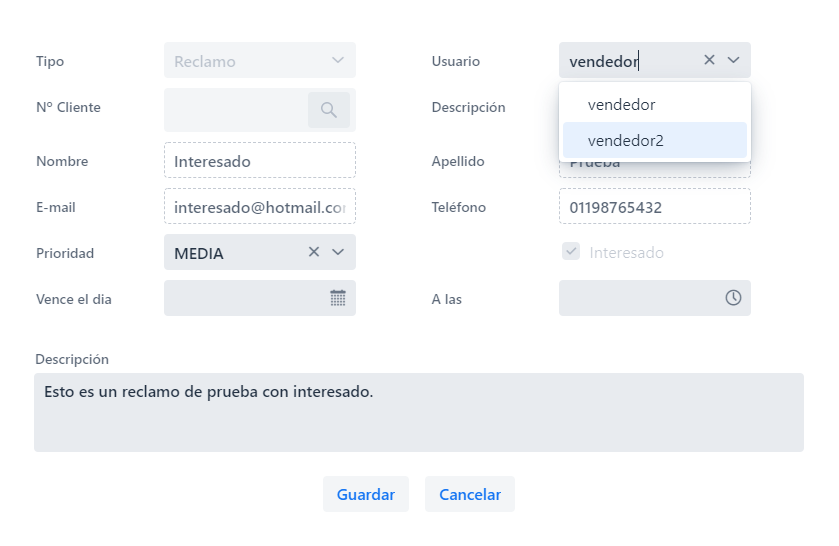 Tipo
Reclamo
Usuario
vendedor
vendedor
vendedor2
Nº Cliente
Descripción
Nombre
Interesado
Apellido
Prueba
E-mail
interesado@hotmail.co
Teléfono
01198765432
Prioridad
MEDIA
Interesado
Vence el dia
A las
Descripción
Esto es un reclamo de prueba con interesado.
Guardar
Cancelar